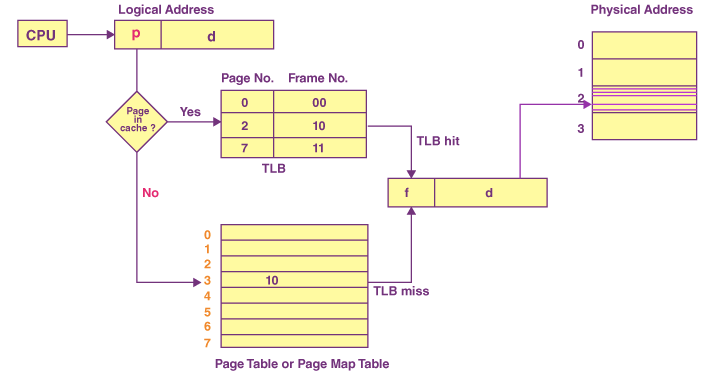 Logical Address
Physical Address
CPU
p
d
0
1
2
3
Page No.
Frame No.
Page
in
cache ?
Yes
0
00
2
10
7
11
TLB
TLB hit
No
f
d
0
1
2
3
10
4
5
6
7
TLB miss
Page Table or Page Map Table